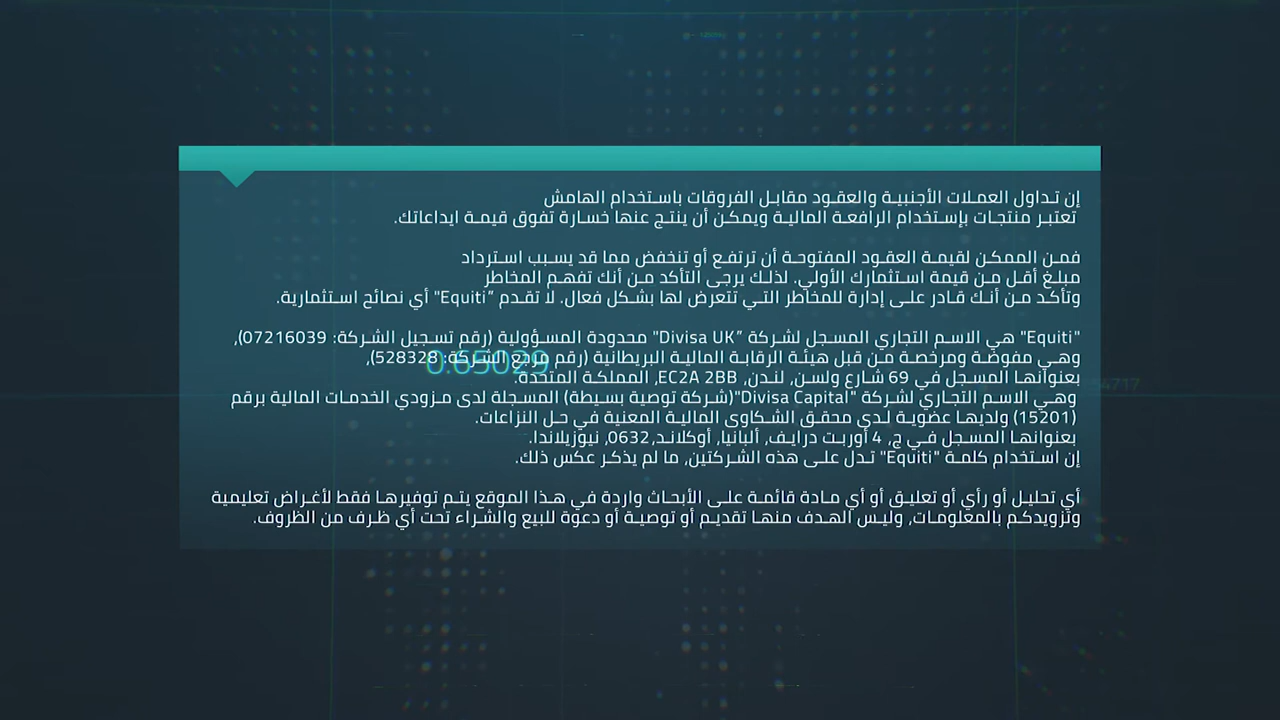 إن تداول العملات الأجنبية والعقود مقابل الفروقات باستخدام الهامش
تعتبر منتجات بإستخدام الرافعة المالية ويمكن أن ينتج عنها خسارة تفوق قيمة ايداعاتك.
فمن الممكن لقيمة العقود المفتوحة أن ترتفع أو تنخفض مما قد يسبب استرداد
مبلغ أقل من قيمة استثمارك الأولي. لذلك يرجى التأكد من أنك تفهم المخاطر
وتأكد من أنك قادر على إدارة للمخاطر التي تتعرض لها بشكل فعال. لا تقدم "Equiti" أي نصائح استثمارية.
"Equiti" هي الاسم التجاري المسجل لشركة "Divisa UK" محدودة المسؤولية (رقم تسجيل الشركة: 07216039),
وهي مفوضة ومرخصة من قبل هيئة الرقابة المالية البريطانية (رقم مرجع الشركة: 528328),
بعنوانها المسجل في 69 شارع ولسن, لندن, EC2A 2BB, المملكة المتحدة.
وهي الاسم التجاري لشركة "Divisa Capital"(شركة توصية بسيطة) المسجلة لدى مزودي الخدمات المالية برقم
(15201) ولديها عضوية لدى محقق الشكاوى المالية المعنية في حل النزاعات.
بعنوانها المسجل في ج, 4 أوربت درايف, ألبانيا, أوكلاند,0632, نيوزيلاندا.
إن استخدام كلمة "Equiti" تدل على هذه الشركتين, ما لم يذكر عكس ذلك.
أي تحليل أو رأي أو تعليق أو أي مادة قائمة على الأبحاث واردة في هذا الموقع يتم توفيرها فقط لأغراض تعليمية
وتزويدكم بالمعلومات, وليس الهدف منها تقديم أو توصية أو دعوة للبيع والشراء تحت أي ظرف من الظروف.
0.65029